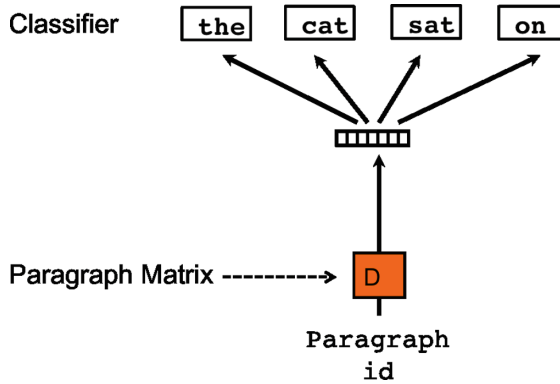 Classifier the cat sat on
Paragraph Matrix D
Paragraph
id